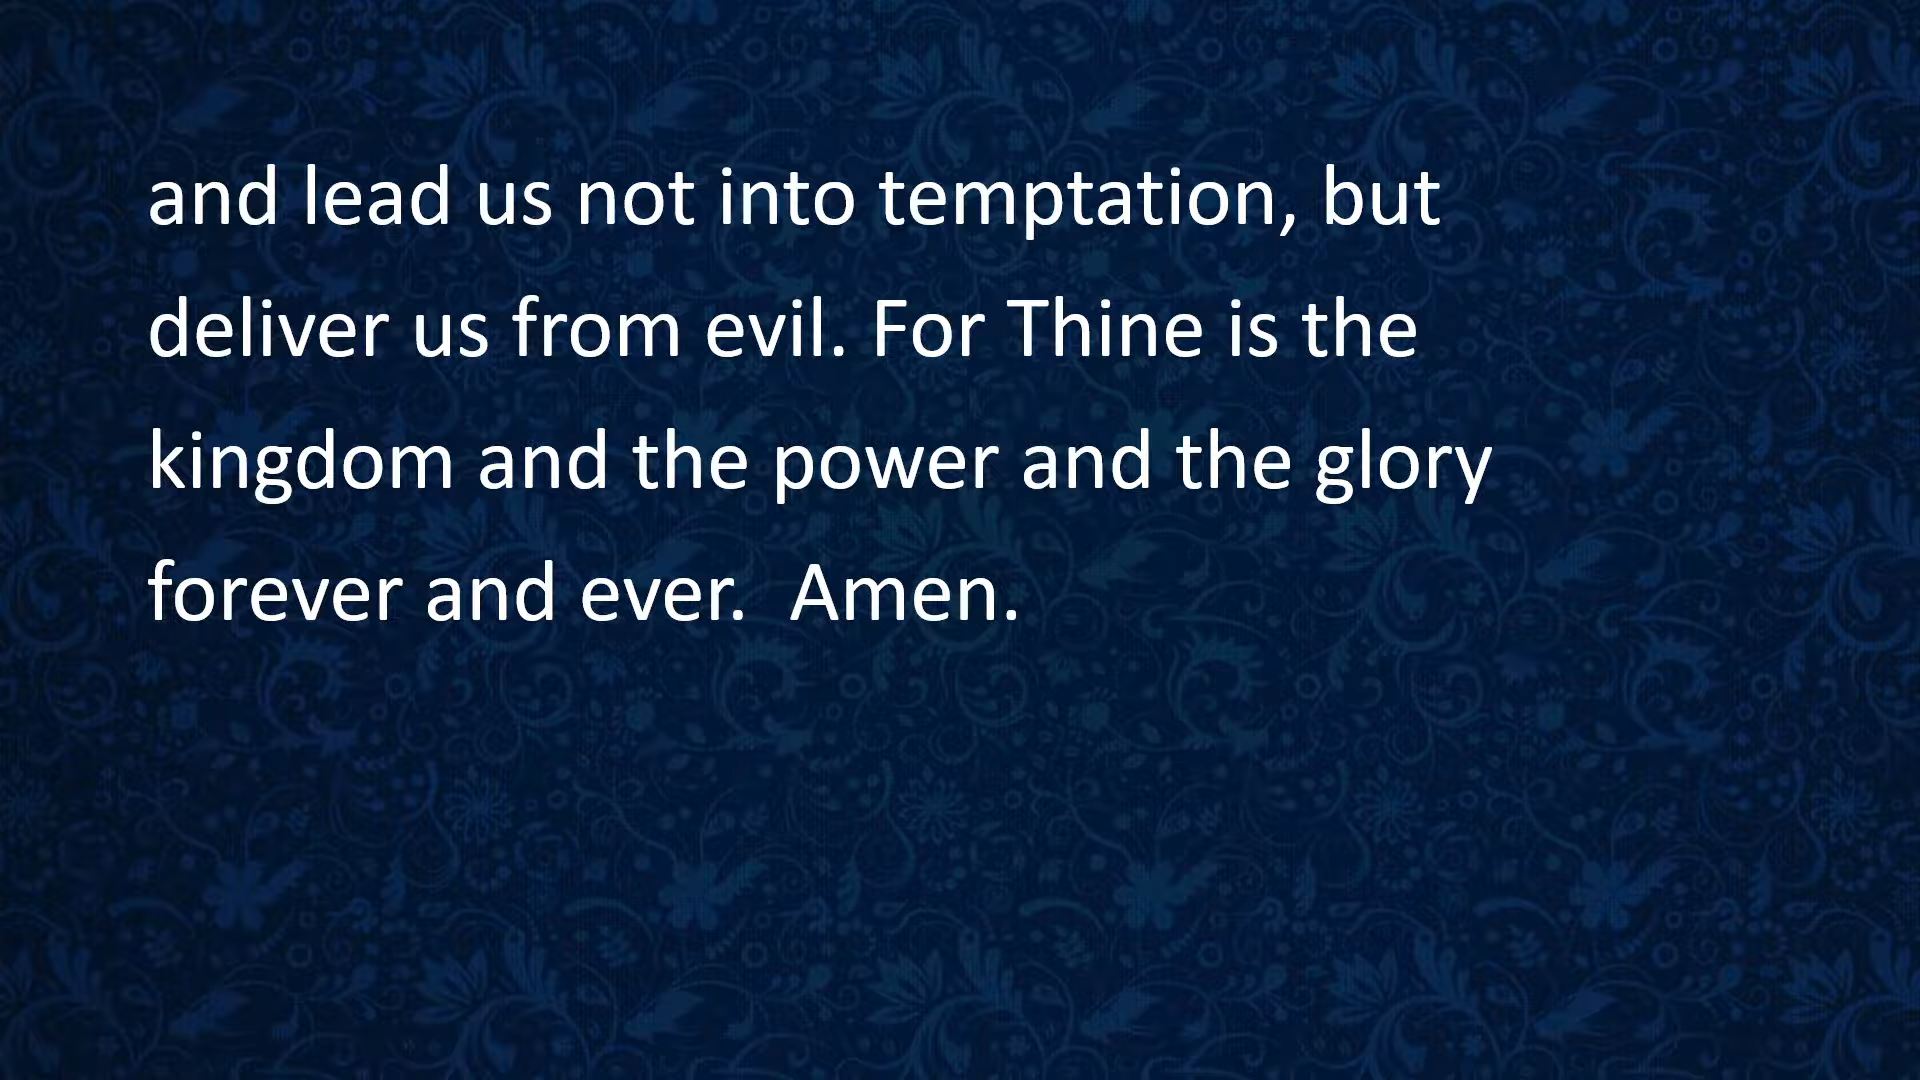 and lead us not into temptation, but
deliver us from evil. For Thine is the
kingdom and the power and the glory
forever and ever.  Amen.